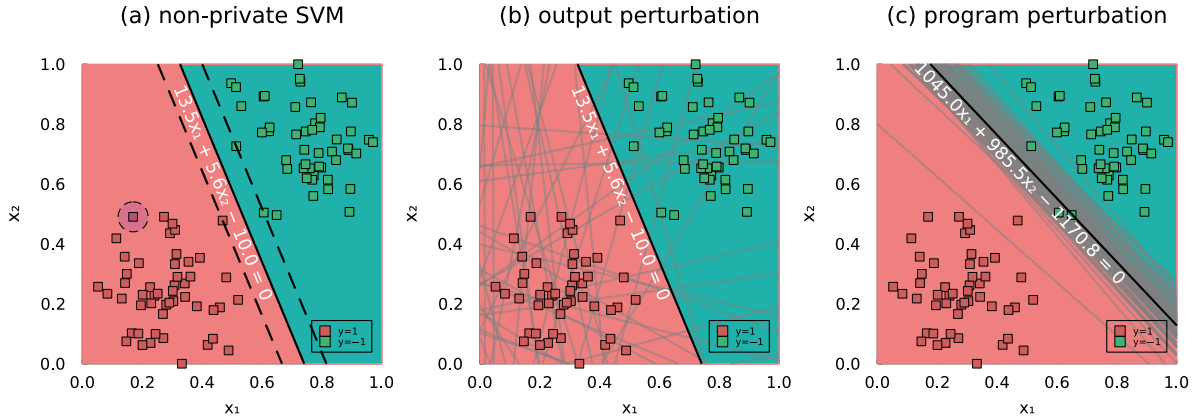 (a) non-private SVM
(b) output perturbation
(c) program perturbation
1.0
0.8
0.6
0.4
0.2
0.0
x₂
13.5x₁ + 5.6x₂ − 10.0 = 0
y=1
y=−1
0.0 0.2 0.4 0.6 0.8 1.0
x₁
1.0
0.8
0.6
0.4
0.2
0.0
x₂
13.5x₁ + 5.6x₂ − 10.0 = 0
y=1
y=−1
0.0 0.2 0.4 0.6 0.8 1.0
x₁
1.0
0.8
0.6
0.4
0.2
0.0
x₂
1045.0x₁ + 985.5x₂ − 1170.8 = 0
y=1
y=−1
0.0 0.2 0.4 0.6 0.8 1.0
x₁